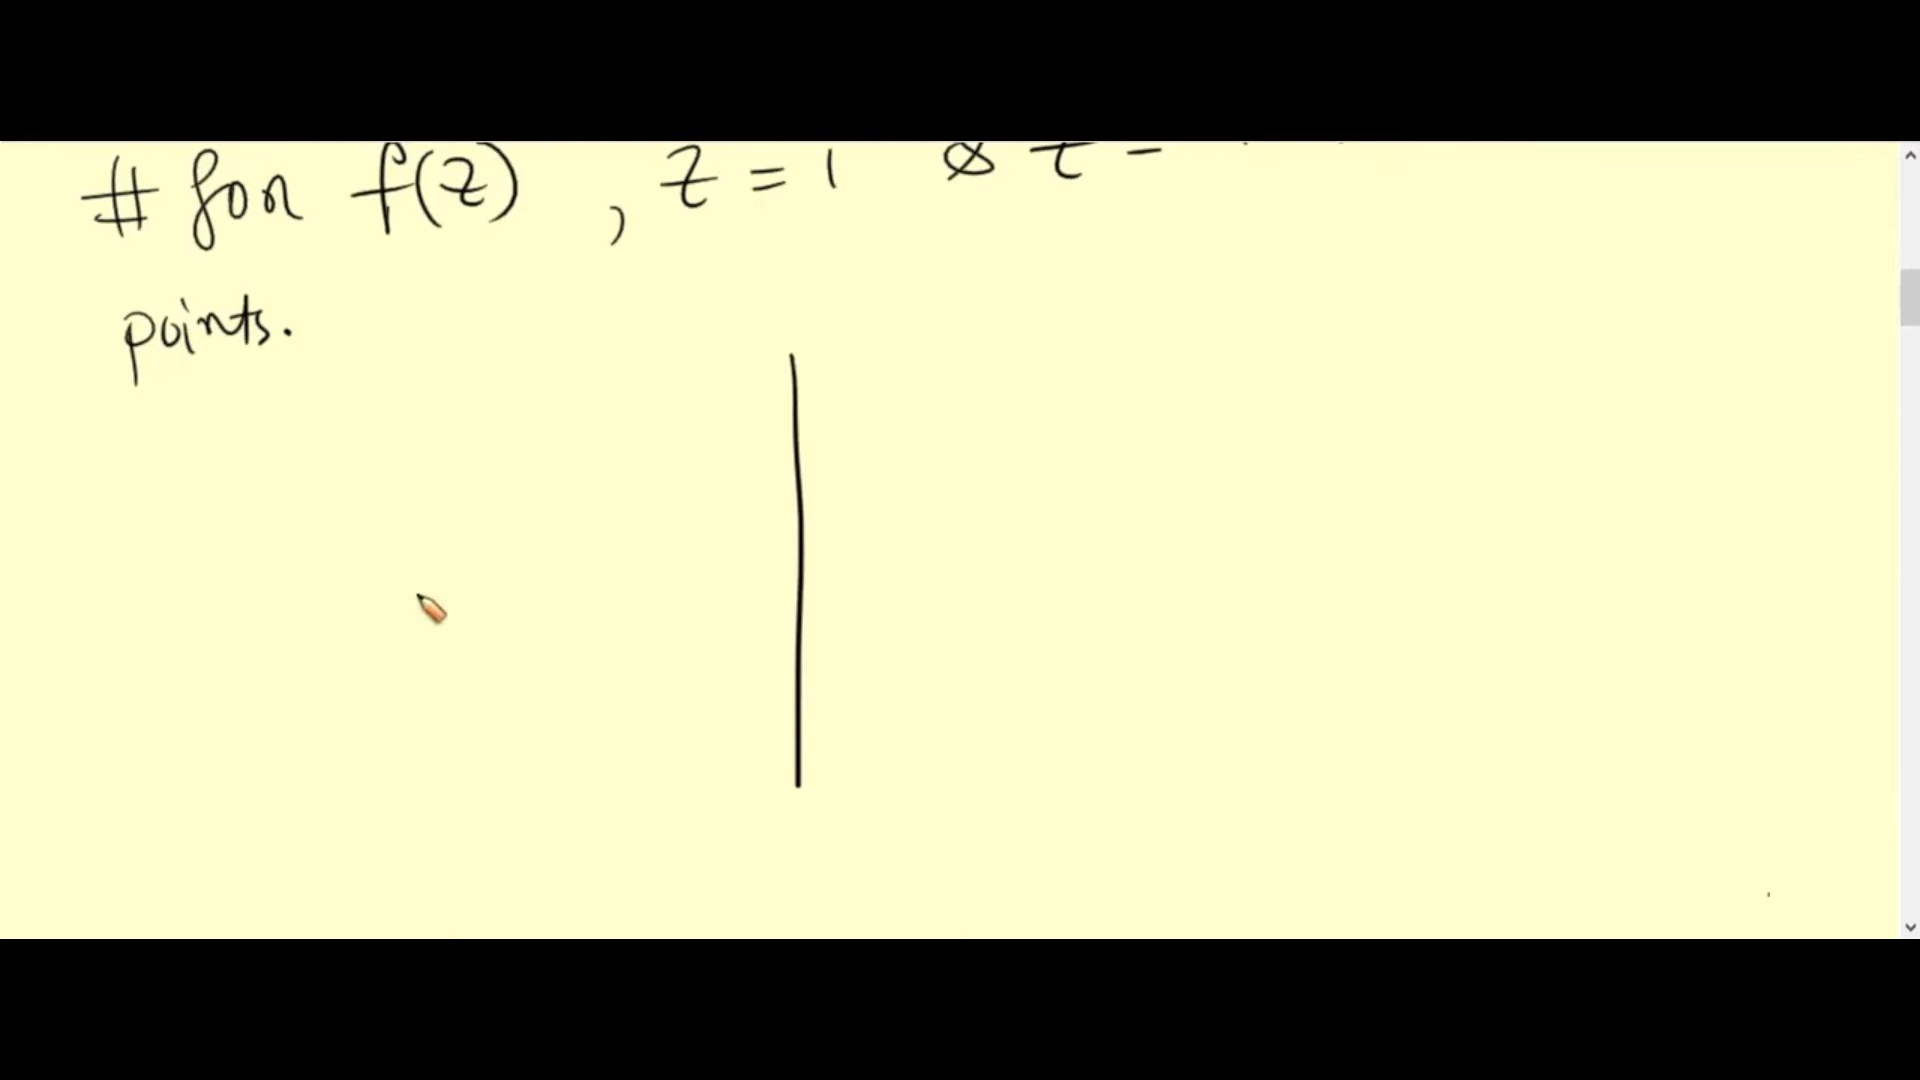 # for f(z) , z = 1 & z =
points.